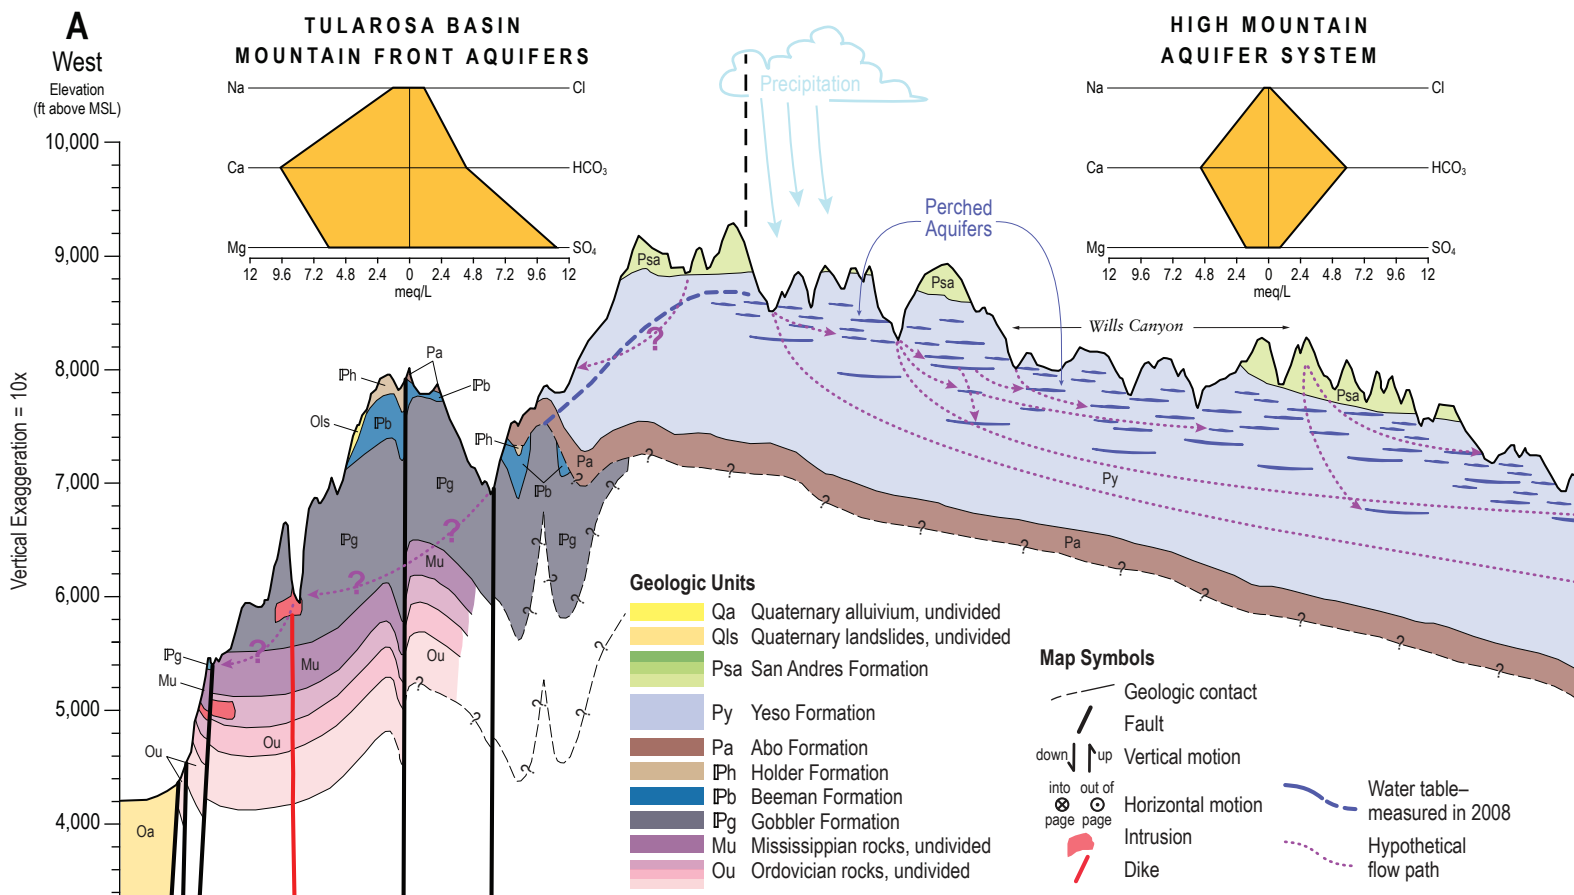 A
West
Elevation
(ft above MSL)
Vertical Exaggeration = 10x
10,000
9,000
8,000
7,000
6,000
5,000
4,000
TULAROSA BASIN
MOUNTAIN FRONT AQUIFERS
Na Cl
Ca HCO₃
Mg SO₄
12 9.6 7.2 4.8 2.4 0 2.4 4.8 7.2 9.6 12
meq/L
Precipitation
HIGH MOUNTAIN
AQUIFER SYSTEM
Na Cl
Ca HCO₃
Mg SO₄
12 9.6 7.2 4.8 2.4 0 2.4 4.8 7.2 9.6 12
meq/L
Perched
Aquifers
Wills Canyon
Psa
Psa
Psa
Pa
ℙh
ℙb
Qls
ℙb
ℙh
Pa
ℙb
ℙg
ℙg
ℙg
Py
Pa
Mu
Mu
Ou
ℙg
Mu
Ou
Ou
Qa
? ? ? ? ? ? ? ? ? ? ? ? ? ? ? ? ? ? ? ? ? ? ? ? ? ?
Geologic Units
Qa Quaternary alluivium, undivided
Qls Quaternary landslides, undivided
Psa San Andres Formation
Py Yeso Formation
Pa Abo Formation
ℙh Holder Formation
ℙb Beeman Formation
ℙg Gobbler Formation
Mu Mississippian rocks, undivided
Ou Ordovician rocks, undivided
Map Symbols
Geologic contact
Fault
down up Vertical motion
into out of
page page
Horizontal motion
Intrusion
Dike
Water table–
measured in 2008
Hypothetical
flow path